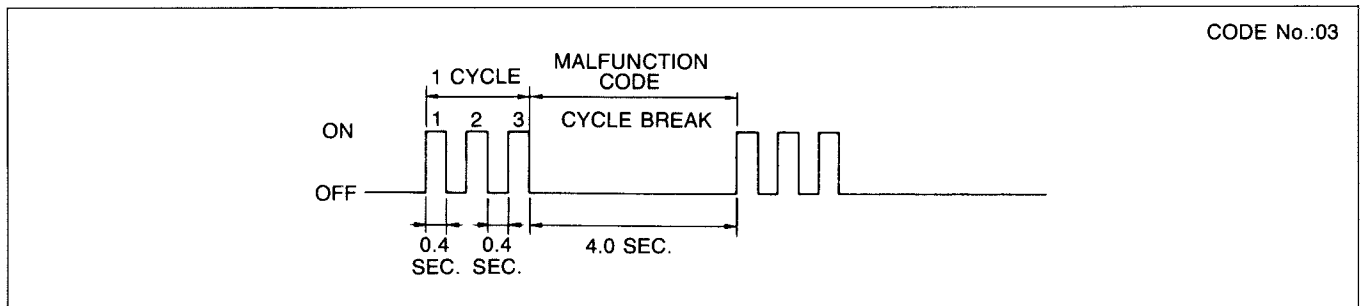 CODE No.:03
MALFUNCTION
CODE
1 CYCLE
1 2 3 CYCLE BREAK
ON
OFF
0.4 0.4 4.0 SEC.
SEC. SEC.